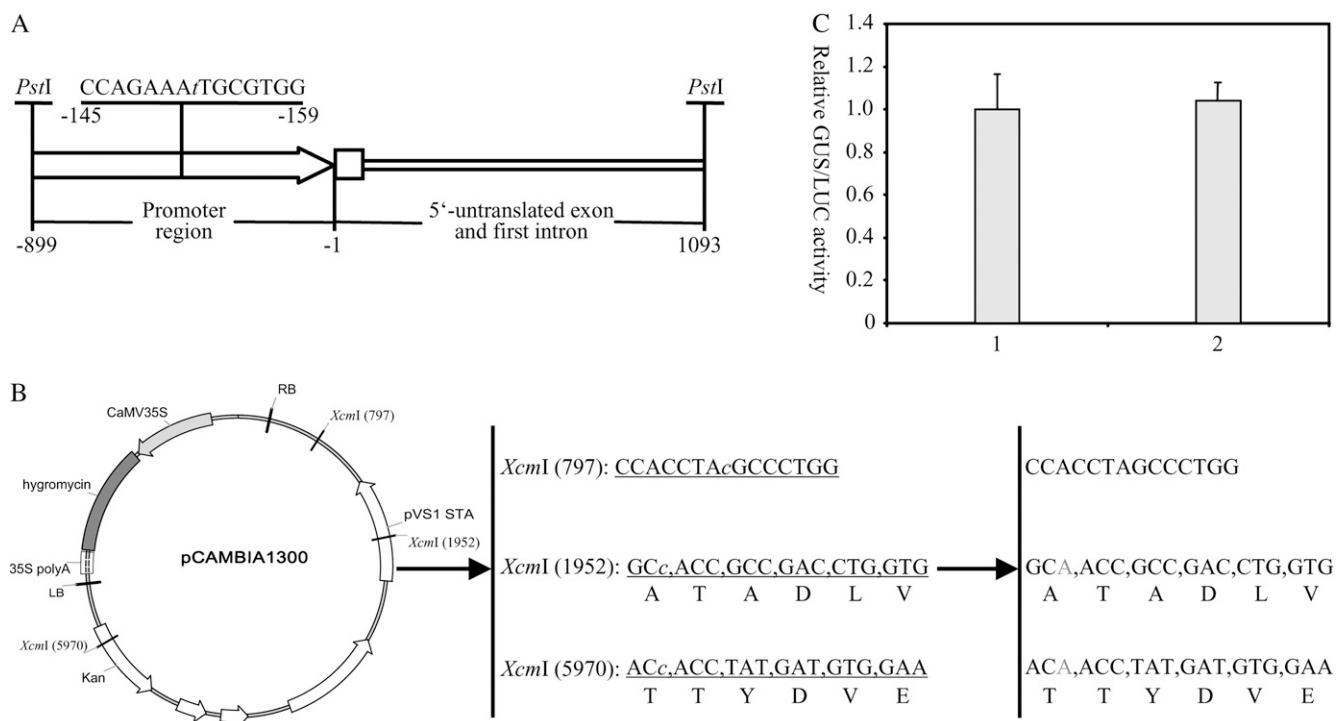 A
PstI
CCAGAAAtTGCGTGG
PstI
-145
-159
Promoter
region
5‘-untranslated exon
and first intron
-899
-1
1093
C
Relative GUS/LUC activity
1.4
1.2
1.0
0.8
0.6
0.4
0.2
0
1
2
B
RB
CaMV35S
XcmI (797)
hygromycin
pVS1 STA
XcmI (1952)
pCAMBIA1300
35S polyA
LB
XcmI (5970)
Kan
XcmI (797): CCACCTAcGCCCTGG
XcmI (1952): GCc,ACC,GCC,GAC,CTG,GTG
A T A D L V
XcmI (5970): ACc,ACC,TAT,GAT,GTG,GAA
T T Y D V E
CCACCTAGCCCTGG
GCA,ACC,GCC,GAC,CTG,GTG
A T A D L V
ACA,ACC,TAT,GAT,GTG,GAA
T T Y D V E